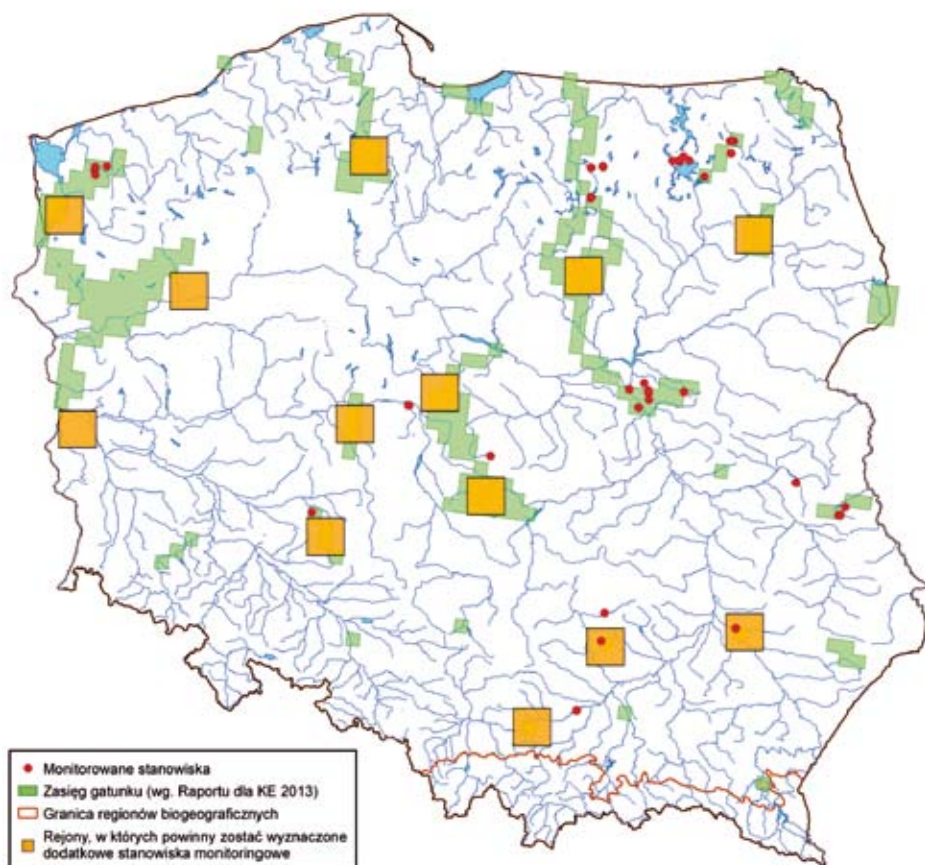 Monitorowane stanowiska
Zasięg gatunku (wg. Raportu dla KE 2013)
Granica regionów biogeograficznych
Rejony, w których powinny zostać wyznaczone
dodatkowe stanowiska monitoringowe